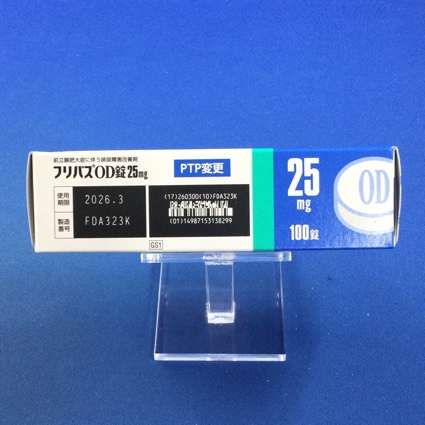 前立腺肥大症に伴う排尿障害改善剤
フリバスOD錠25mg
PTP変更
使用期限
2026.3
製造番号
FDA323K
(17)260300(10)FDA323K
(01)14987153138299
GS1
25
mg
100錠
OD